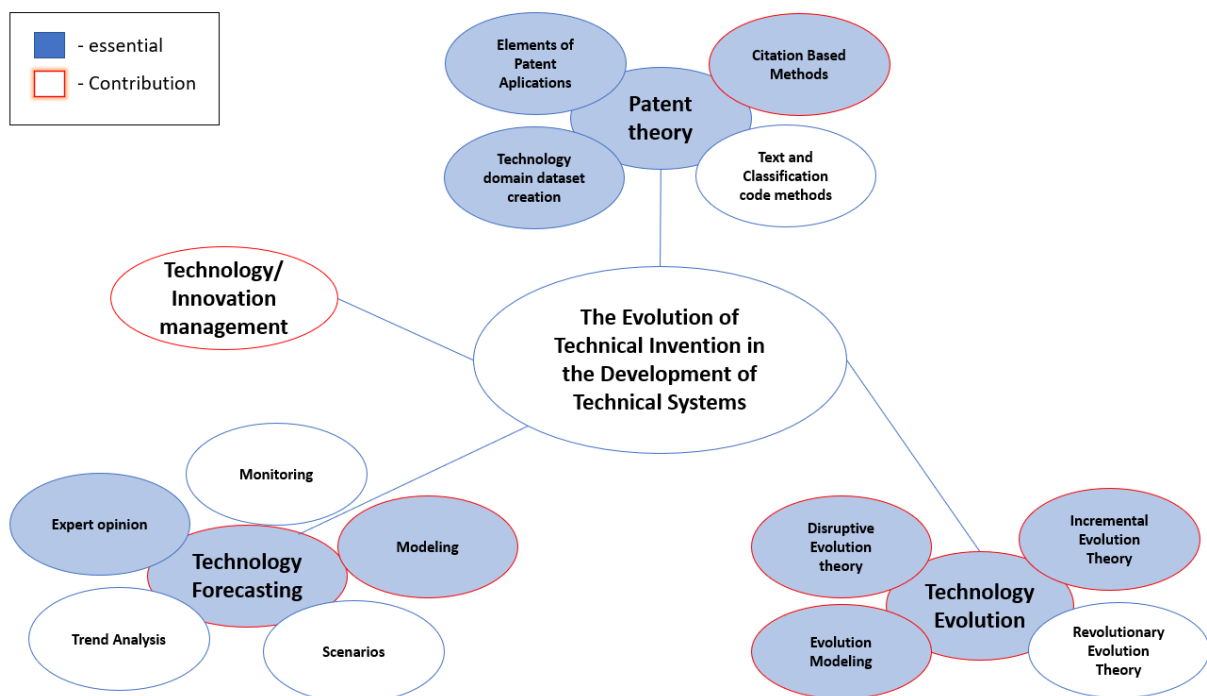 - essential
- Contribution
Elements of
Patent
Aplications
Citation Based
Methods
Patent
theory
Technology
domain dataset
creation
Text and
Classification
code methods
Technology/
Innovation
management
The Evolution of
Technical Invention in
the Development of
Technical Systems
Monitoring
Expert opinion
Modeling
Technology
Forecasting
Trend Analysis
Scenarios
Disruptive
Evolution
theory
Incremental
Evolution
Theory
Technology
Evolution
Evolution
Modeling
Revolutionary
Evolution
Theory